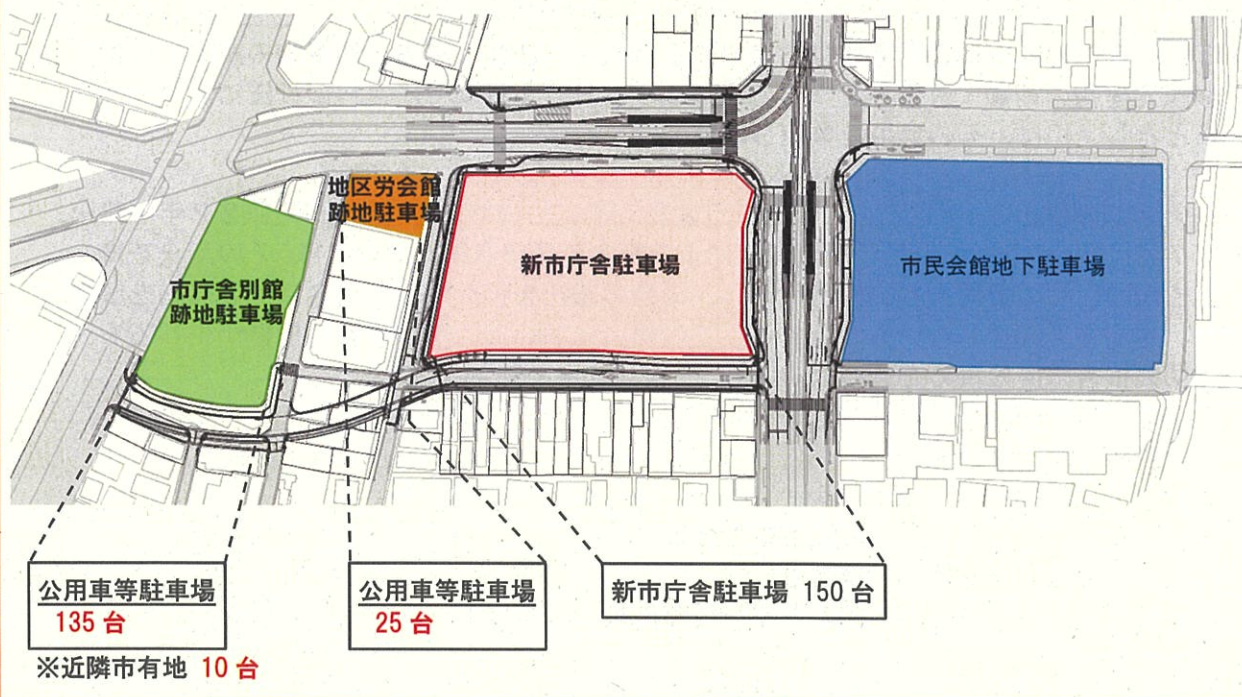 地区労会館
跡地駐車場
市庁舎別館
跡地駐車場
新市庁舎駐車場
市民会館地下駐車場
公用車等駐車場
135 台
※近隣市有地 10 台
公用車等駐車場
25 台
新市庁舎駐車場 150 台